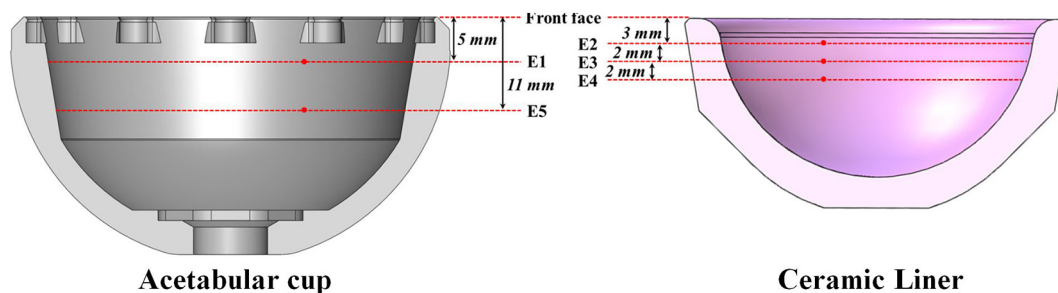 Front face
5 mm
3 mm
E2
2 mm
E1
E3
2 mm
11 mm
E4
E5
Acetabular cup
Ceramic Liner